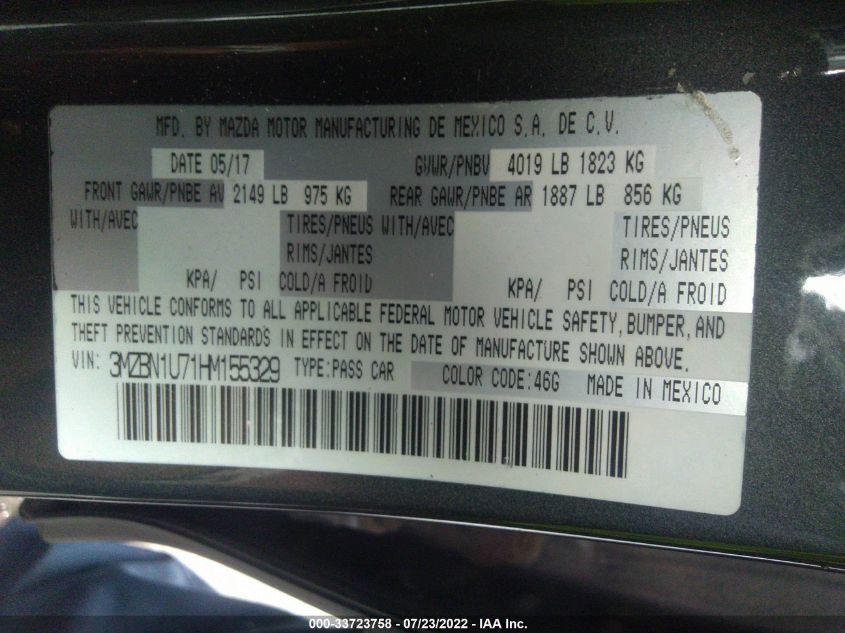 MFD. BY MAZDA MOTOR MANUFACTURING DE MEXICO S.A. DE C.V.
DATE 05/17 GVWR/PNBV 4019 LB 1823 KG
FRONT GAWR/PNBE AV 2149 LB 975 KG REAR GAWR/PNBE AR 1887 LB 856 KG
WITH/AVEC TIRES/PNEUS WITH/AVEC TIRES/PNEUS
RIMS/JANTES RIMS/JANTES
KPA/ PSI COLD/A FROID KPA/ PSI COLD/A FROID
THIS VEHICLE CONFORMS TO ALL APPLICABLE FEDERAL MOTOR VEHICLE SAFETY, BUMPER, AND
THEFT PREVENTION STANDARDS IN EFFECT ON THE DATE OF MANUFACTURE SHOWN ABOVE.
VIN: 3MZBN1U71HM155329 TYPE:PASS CAR COLOR CODE:46G MADE IN MEXICO
000-33723758 - 07/23/2022 - IAA Inc.